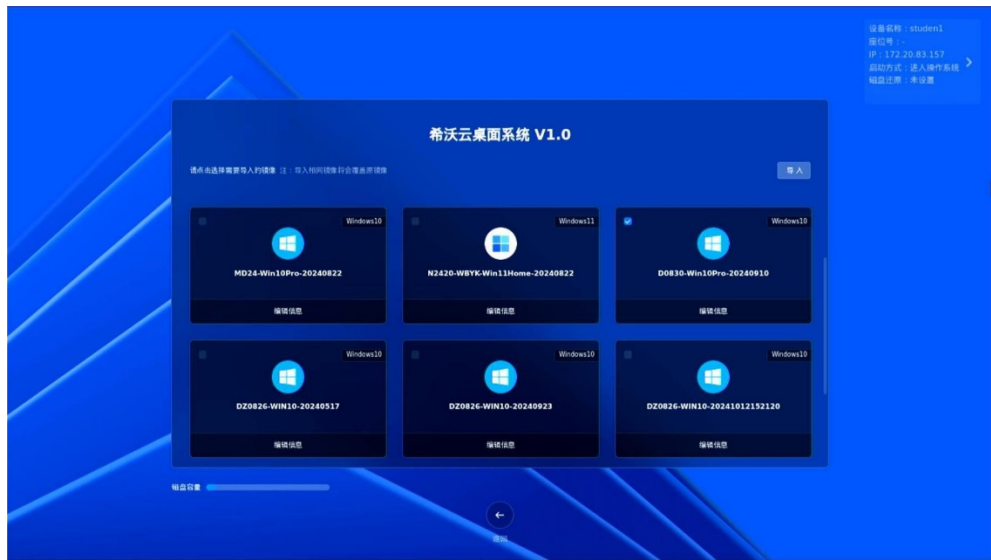 设备名称：studen1
座位号：-
IP：172.20.83.157
启动方式：进入操作系统
磁盘还原：未设置
希沃云桌面系统 V1.0
请点击选择需要导入的镜像 注：导入相同镜像将会覆盖原镜像
导入
Windows10
MD24-Win10Pro-20240822
编辑信息
Windows11
N2420-WBYK-Win11Home-20240822
编辑信息
Windows10
D0830-Win10Pro-20240910
编辑信息
Windows10
DZ0826-WIN10-20240517
编辑信息
Windows10
DZ0826-WIN10-20240923
编辑信息
Windows10
DZ0826-WIN10-20241012152120
编辑信息
磁盘容量
返回